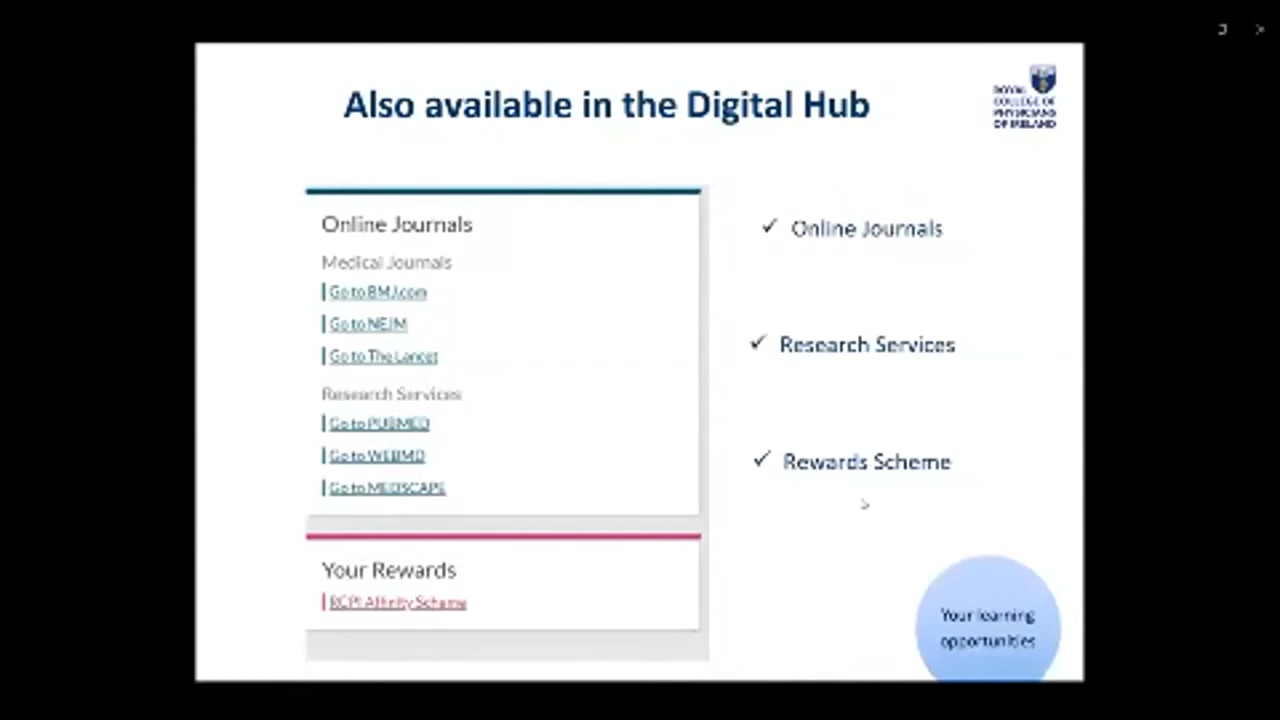 Also available in the Digital Hub
ROYAL
COLLEGE OF
PHYSICIANS
OF IRELAND
Online Journals
Medical Journals
Go to BMJ.com
Go to NEJM
Go to The Lancet
Research Services
Go to PUBMED
Go to WEBMD
Go to MEDSCAPE
Your Rewards
RCPI Affinity Scheme
✓ Online Journals
✓ Research Services
✓ Rewards Scheme
Your learning
opportunities